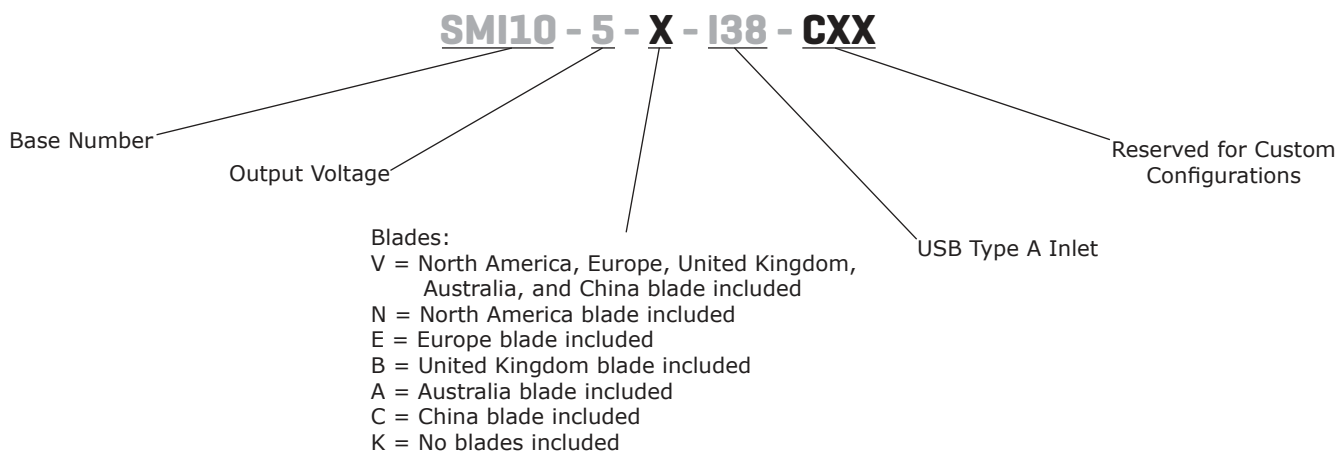 SMI10 - 5 - X - I38 - CXX
Base Number
Output Voltage
Reserved for Custom
Configurations
Blades:
V = North America, Europe, United Kingdom,
Australia, and China blade included
N = North America blade included
E = Europe blade included
B = United Kingdom blade included
A = Australia blade included
C = China blade included
K = No blades included
USB Type A Inlet